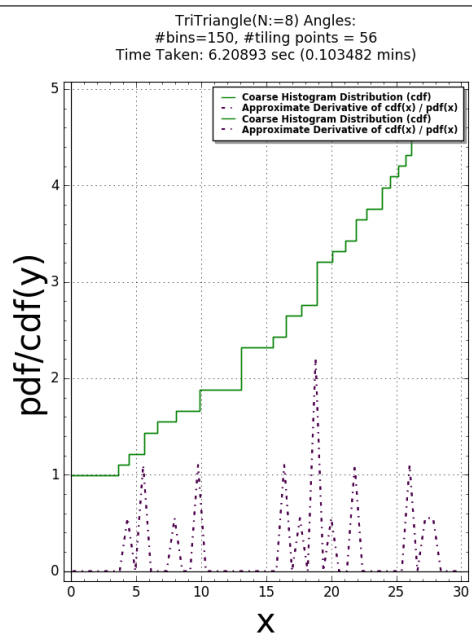 TriTriangle(N:=8) Angles:
#bins=150, #tiling points = 56
Time Taken: 6.20893 sec (0.103482 mins)
5
Coarse Histogram Distribution (cdf)
Approximate Derivative of cdf(x) / pdf(x)
Coarse Histogram Distribution (cdf)
Approximate Derivative of cdf(x) / pdf(x)
4
3
2
1
0
pdf/cdf(y)
0 5 10 15 20 25 30
x